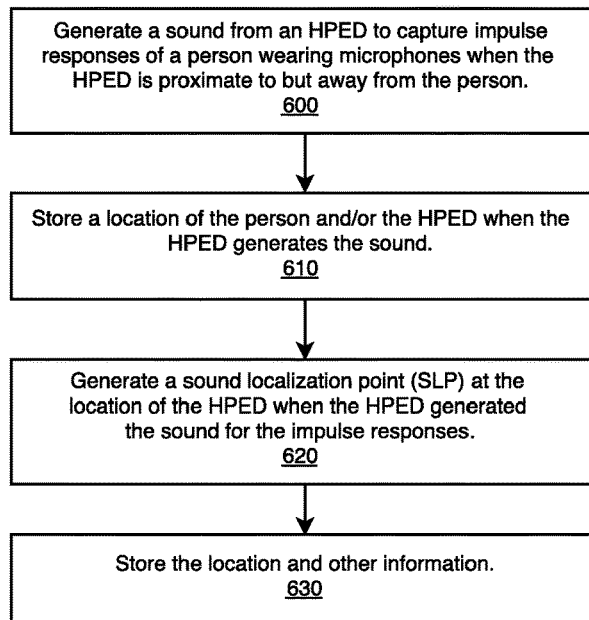 Generate a sound from an HPED to capture impulse
responses of a person wearing microphones when the
HPED is proximate to but away from the person.
600
Store a location of the person and/or the HPED when the
HPED generates the sound.
610
Generate a sound localization point (SLP) at the
location of the HPED when the HPED generated
the sound for the impulse responses.
620
Store the location and other information.
630